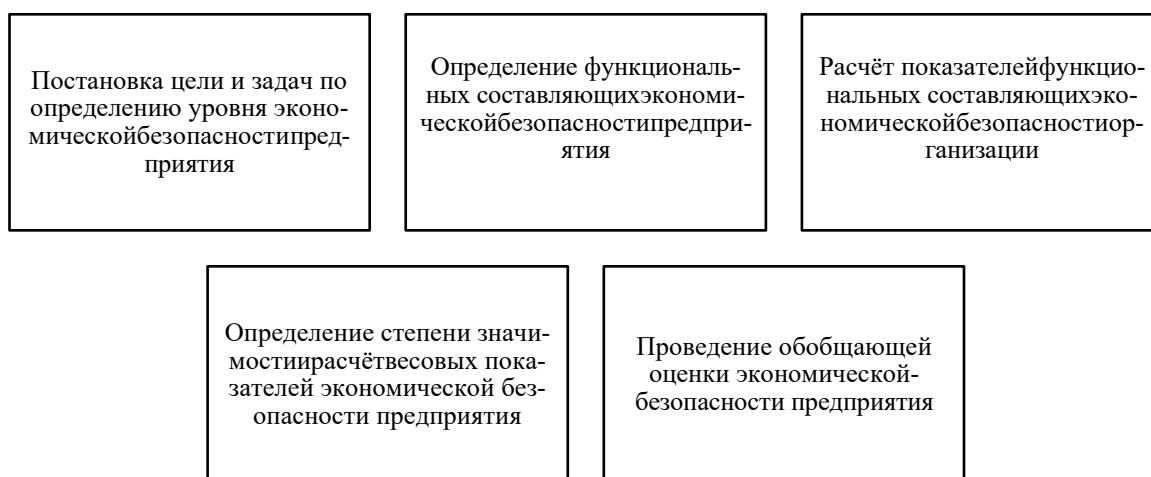 Постановка цели и задач по
определению уровня эконо-
мическойбезопасностипред-
приятия
Определение функциональ-
ных составляющихэкономи-
ческойбезопасностипредпри-
ятия
Расчёт показателейфункцио-
нальных составляющихэко-
номическойбезопасностиор-
ганизации
Определение степени значи-
мостиирасчётвесовых пока-
зателей экономической без-
опасности предприятия
Проведение обобщающей
оценки экономической-
безопасности предприятия